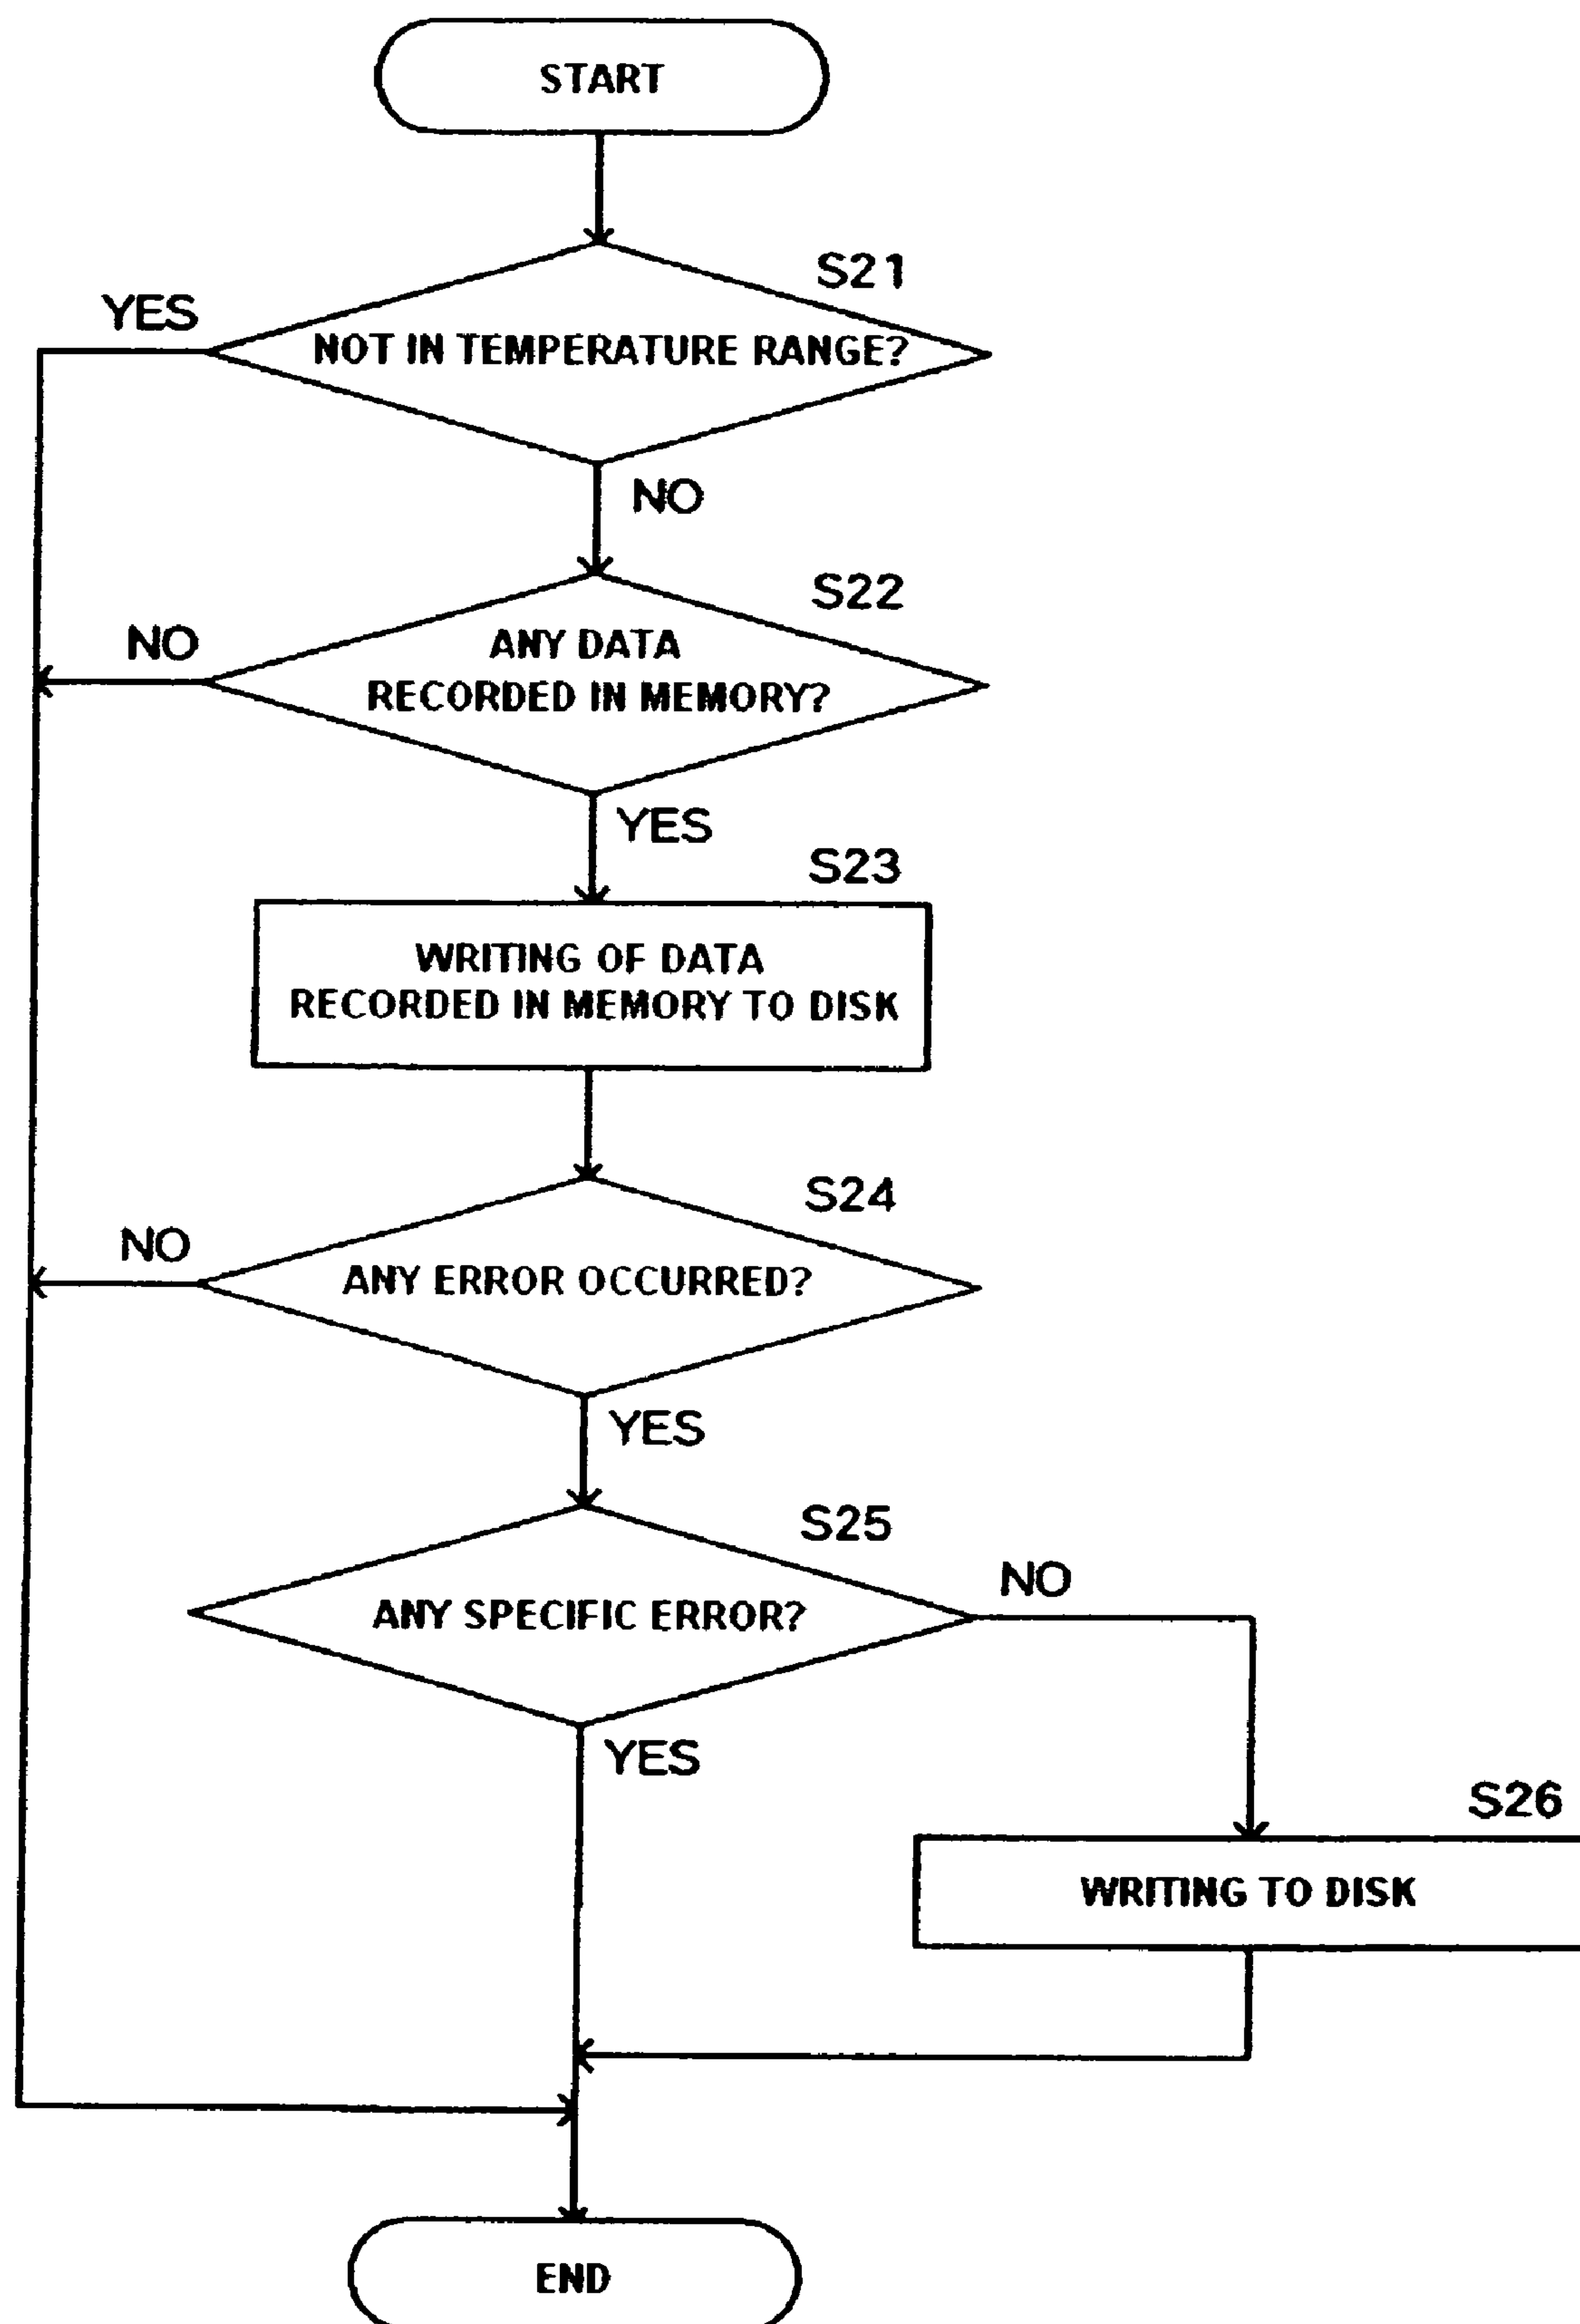 START
S21
YES
NOT IN TEMPERATURE RANGE?
NO
S22
NO
ANY DATA
RECORDED IN MEMORY?
YES
S23
WRITING OF DATA
RECORDED IN MEMORY TO DISK
S24
NO
ANY ERROR OCCURRED?
YES
S25
NO
ANY SPECIFIC ERROR?
YES
S26
WRITING TO DISK
END